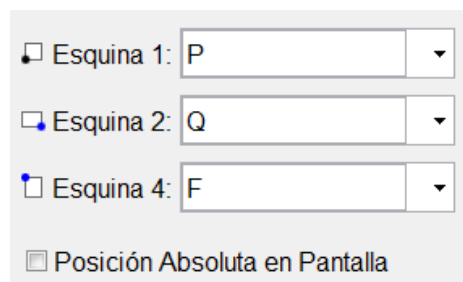 Esquina 1: P
Esquina 2: Q
Esquina 4: F
Posición Absoluta en Pantalla